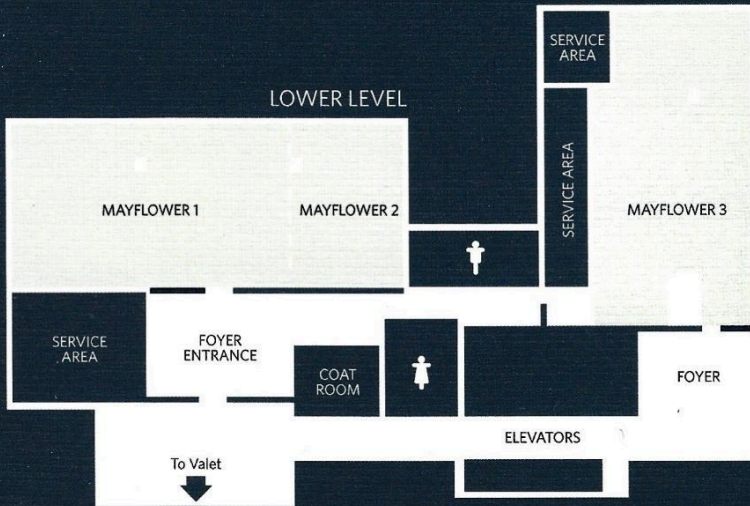 SERVICE
AREA
LOWER LEVEL
MAYFLOWER 1
MAYFLOWER 2
SERVICE AREA
MAYFLOWER 3
SERVICE
AREA
FOYER
ENTRANCE
COAT
ROOM
FOYER
ELEVATORS
To Valet